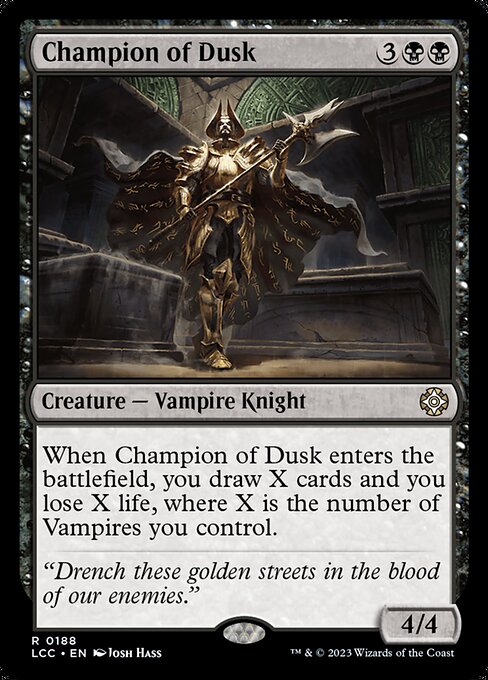 Champion of Dusk 3
Creature — Vampire Knight
When Champion of Dusk enters the
battlefield, you draw X cards and you
lose X life, where X is the number of
Vampires you control.
“Drench these golden streets in the blood
of our enemies.”
4/4
R 0188
LCC • EN Josh Hass
™ & © 2023 Wizards of the Coast